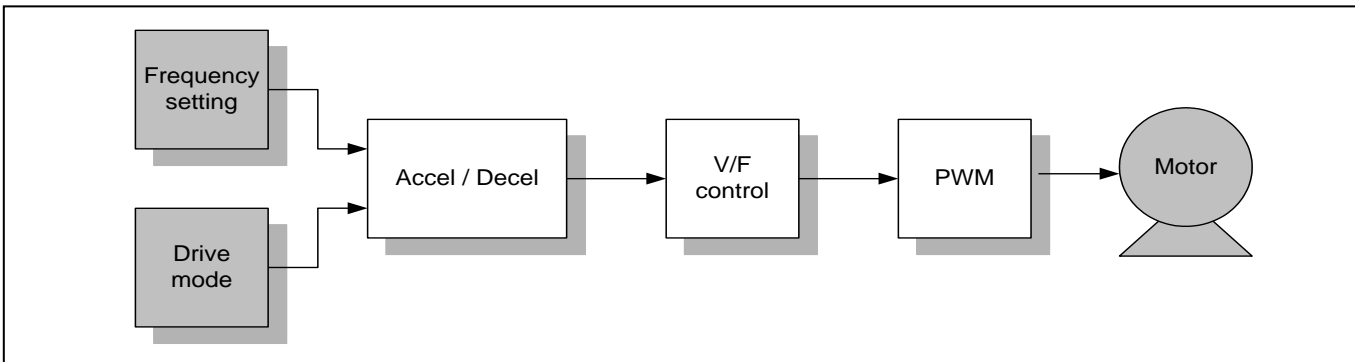 Frequency
setting
Drive
mode
Accel / Decel
V/F
control
PWM
Motor